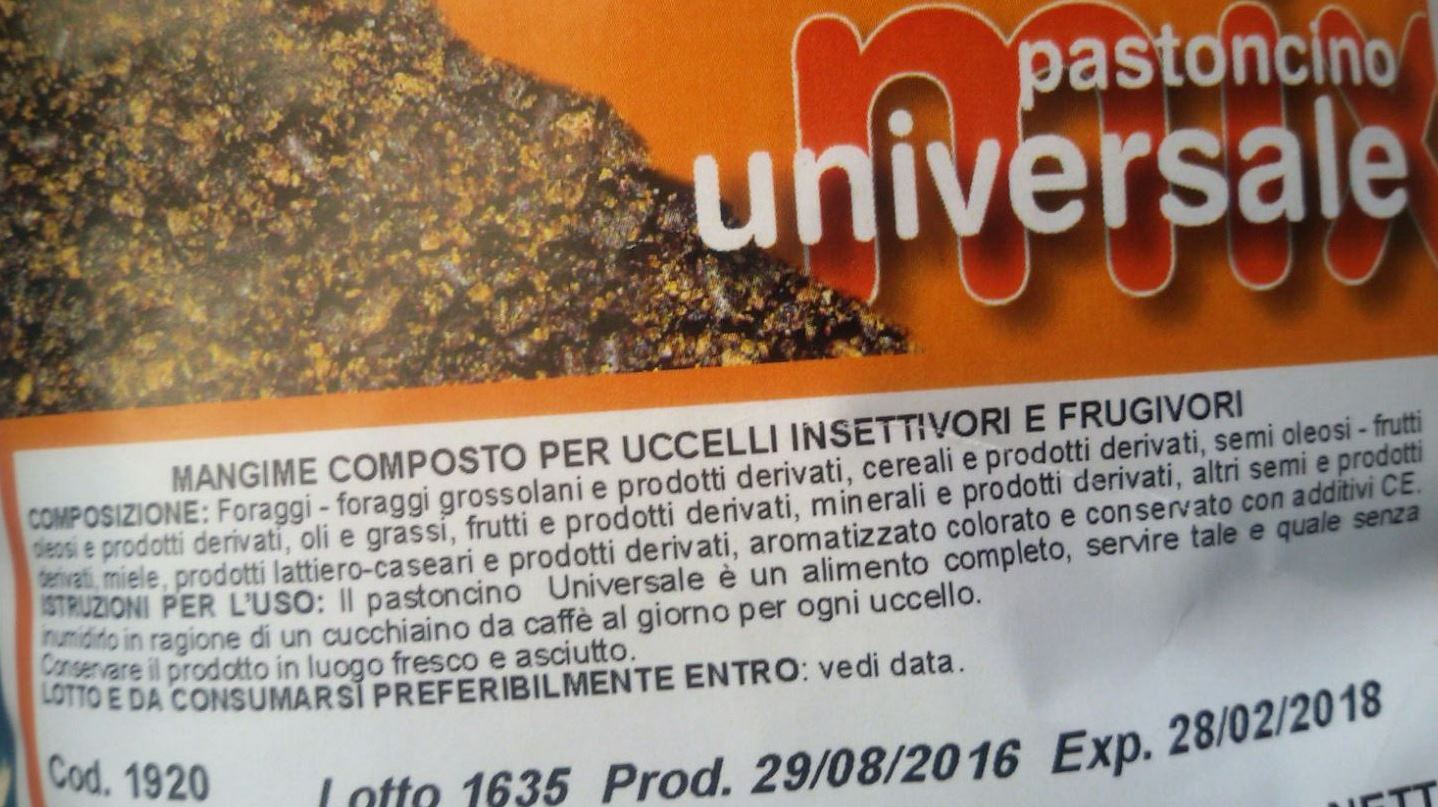 mix
pastoncino
universale
MANGIME COMPOSTO PER UCCELLI INSETTIVORI E FRUGIVORI
COMPOSIZIONE: Foraggi - foraggi grossolani e prodotti derivati, cereali e prodotti derivati, semi oleosi - frutti
oleosi e prodotti derivati, oli e grassi, frutti e prodotti derivati, minerali e prodotti derivati, altri semi e prodotti
derivati, miele, prodotti lattiero-caseari e prodotti derivati, aromatizzato colorato e conservato con additivi CE.
ISTRUZIONI PER L'USO: Il pastoncino Universale è un alimento completo, servire tale e quale senza
inumidirlo in ragione di un cucchiaino da caffè al giorno per ogni uccello.
Conservare il prodotto in luogo fresco e asciutto.
LOTTO E DA CONSUMARSI PREFERIBILMENTE ENTRO: vedi data.
Cod. 1920 Lotto 1635 Prod. 29/08/2016 Exp. 28/02/2018